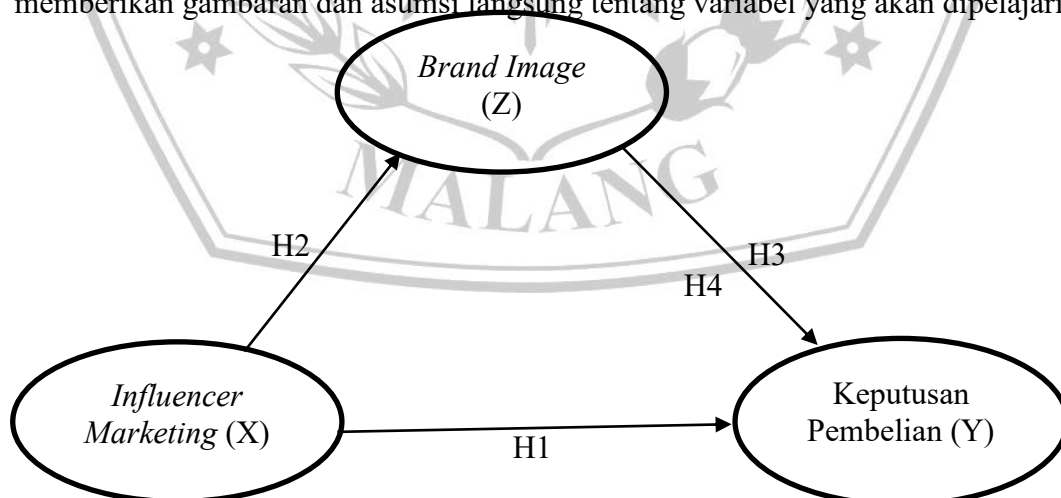 memberikan gambaran dan asumsi langsung tentang variabel yang akan dipelajari
Brand Image
(Z)
MALANG
H2
H3
H4
Influencer
Marketing (X)
Keputusan
Pembelian (Y)
H1